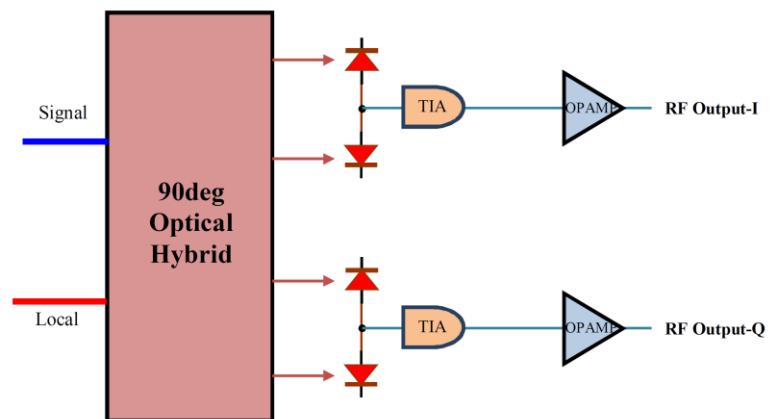 Signal
Local
90deg
Optical
Hybrid
TIA
OPAMP
RF Output-I
TIA
OPAMP
RF Output-Q